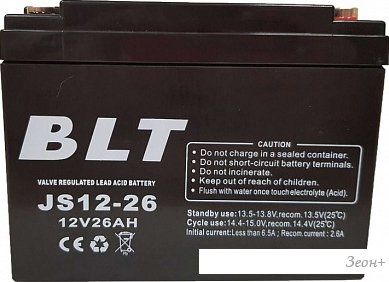 BLT
VALVE REGULATED LEAD ACID BATTERY
JS12-26
12V26AH
CE
Pb
CAUTION
• Do not charge in a sealed container.
• Do not short-circuit battery terminals.
• Do not incinerate.
• Keep out of reach of children.
• Flush with water once touchelectrolyte (Acid).
Standby use: 13.5-13.8V,recom. 13.5V(25℃)
Cycle use: 14.4-15.0V, recom. 14.4V(25℃)
Initial current: Less than 6.5A ; Recom.current : 2.6A
Зеон+